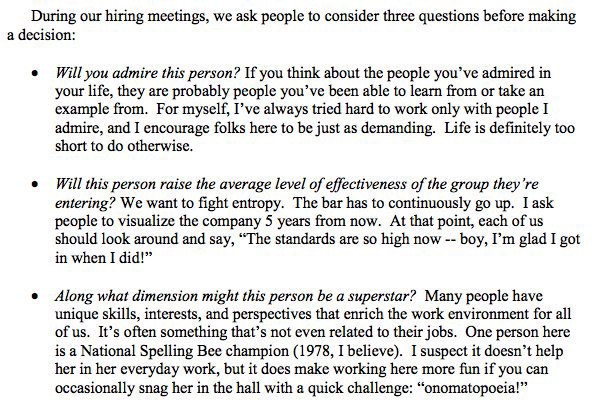 During our hiring meetings, we ask people to consider three questions before making
a decision:
• Will you admire this person? If you think about the people you've admired in
your life, they are probably people you've been able to learn from or take an
example from. For myself, I've always tried hard to work only with people I
admire, and I encourage folks here to be just as demanding. Life is definitely too
short to do otherwise.
• Will this person raise the average level of effectiveness of the group they're
entering? We want to fight entropy. The bar has to continuously go up. I ask
people to visualize the company 5 years from now. At that point, each of us
should look around and say, “The standards are so high now -- boy, I'm glad I got
in when I did!”
• Along what dimension might this person be a superstar? Many people have
unique skills, interests, and perspectives that enrich the work environment for all
of us. It's often something that's not even related to their jobs. One person here
is a National Spelling Bee champion (1978, I believe). I suspect it doesn't help
her in her everyday work, but it does make working here more fun if you can
occasionally snag her in the hall with a quick challenge: “onomatopoeia!”